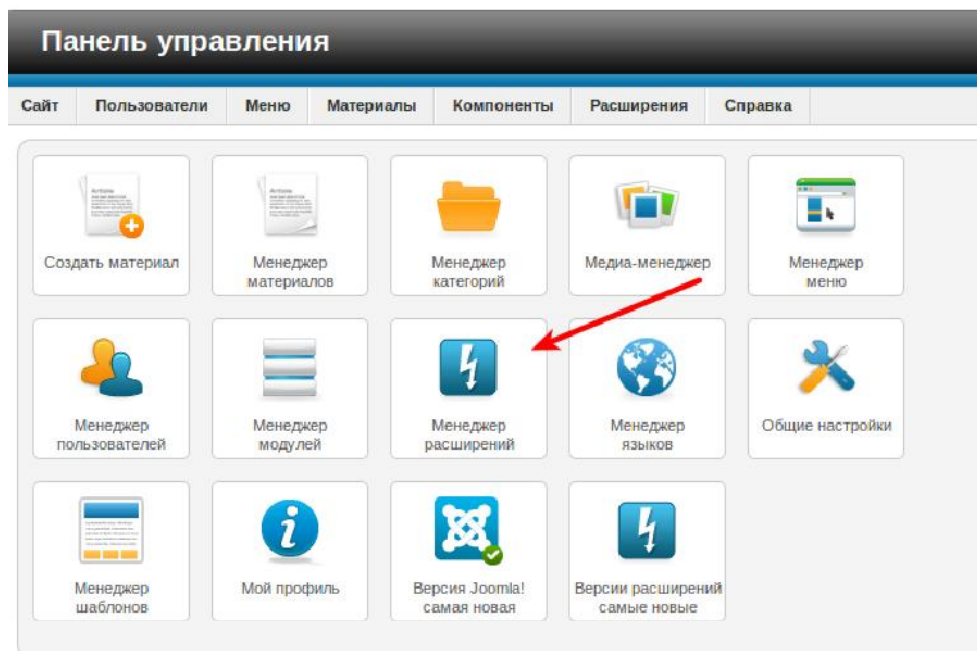 Панель управления
Сайт Пользователи Меню Материалы Компоненты Расширения Справка
Создать материал
Менеджер
материалов
Менеджер
категорий
Медиа-менеджер
Менеджер
меню
Менеджер
пользователей
Менеджер
модулей
Менеджер
расширений
Менеджер
языков
Общие настройки
Менеджер
шаблонов
Мой профиль
Версия Joomla!
самая новая
Версии расширений
самые новые